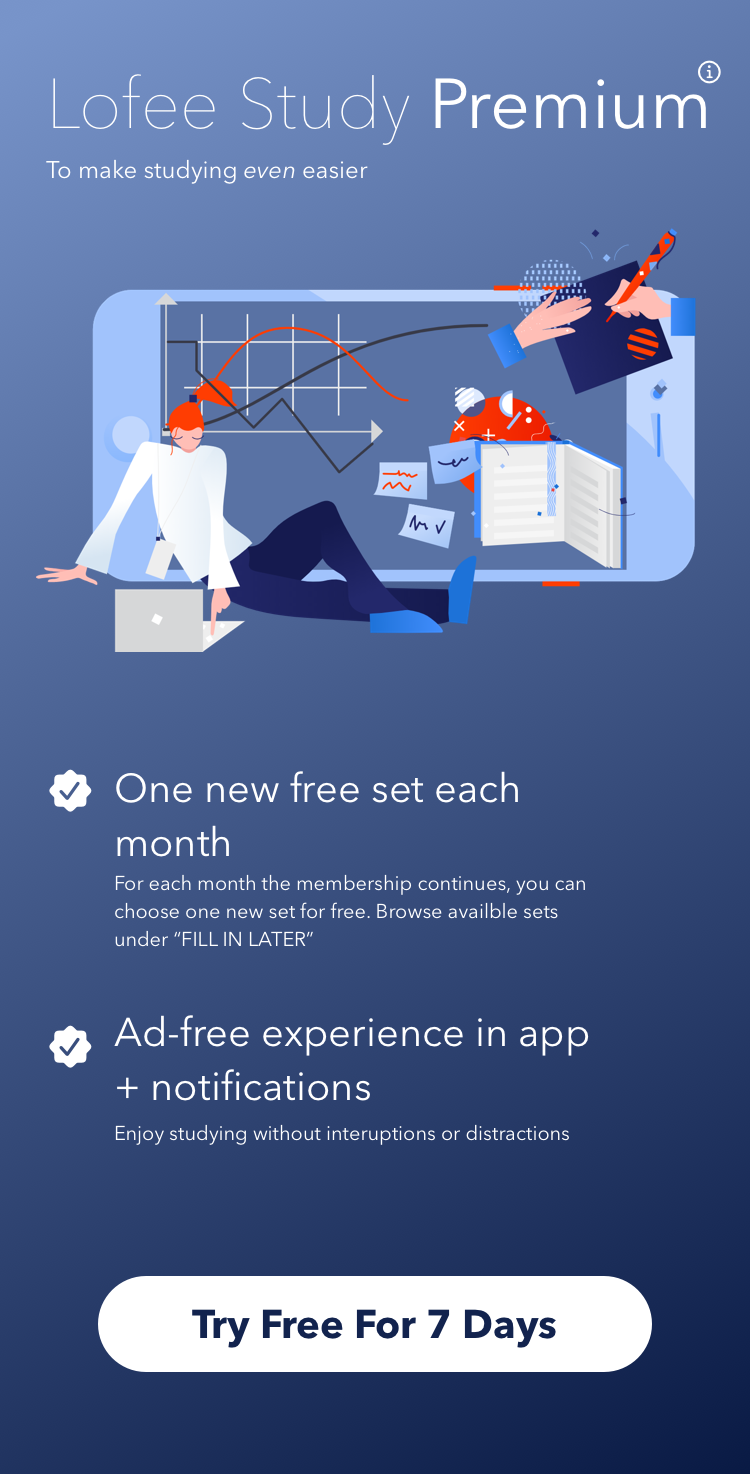 Lofee Study Premium
To make studying even easier
One new free set each
month
For each month the membership continues, you can
choose one new set for free. Browse availble sets
under “FILL IN LATER”
Ad-free experience in app
+ notifications
Enjoy studying without interuptions or distractions
Try Free For 7 Days